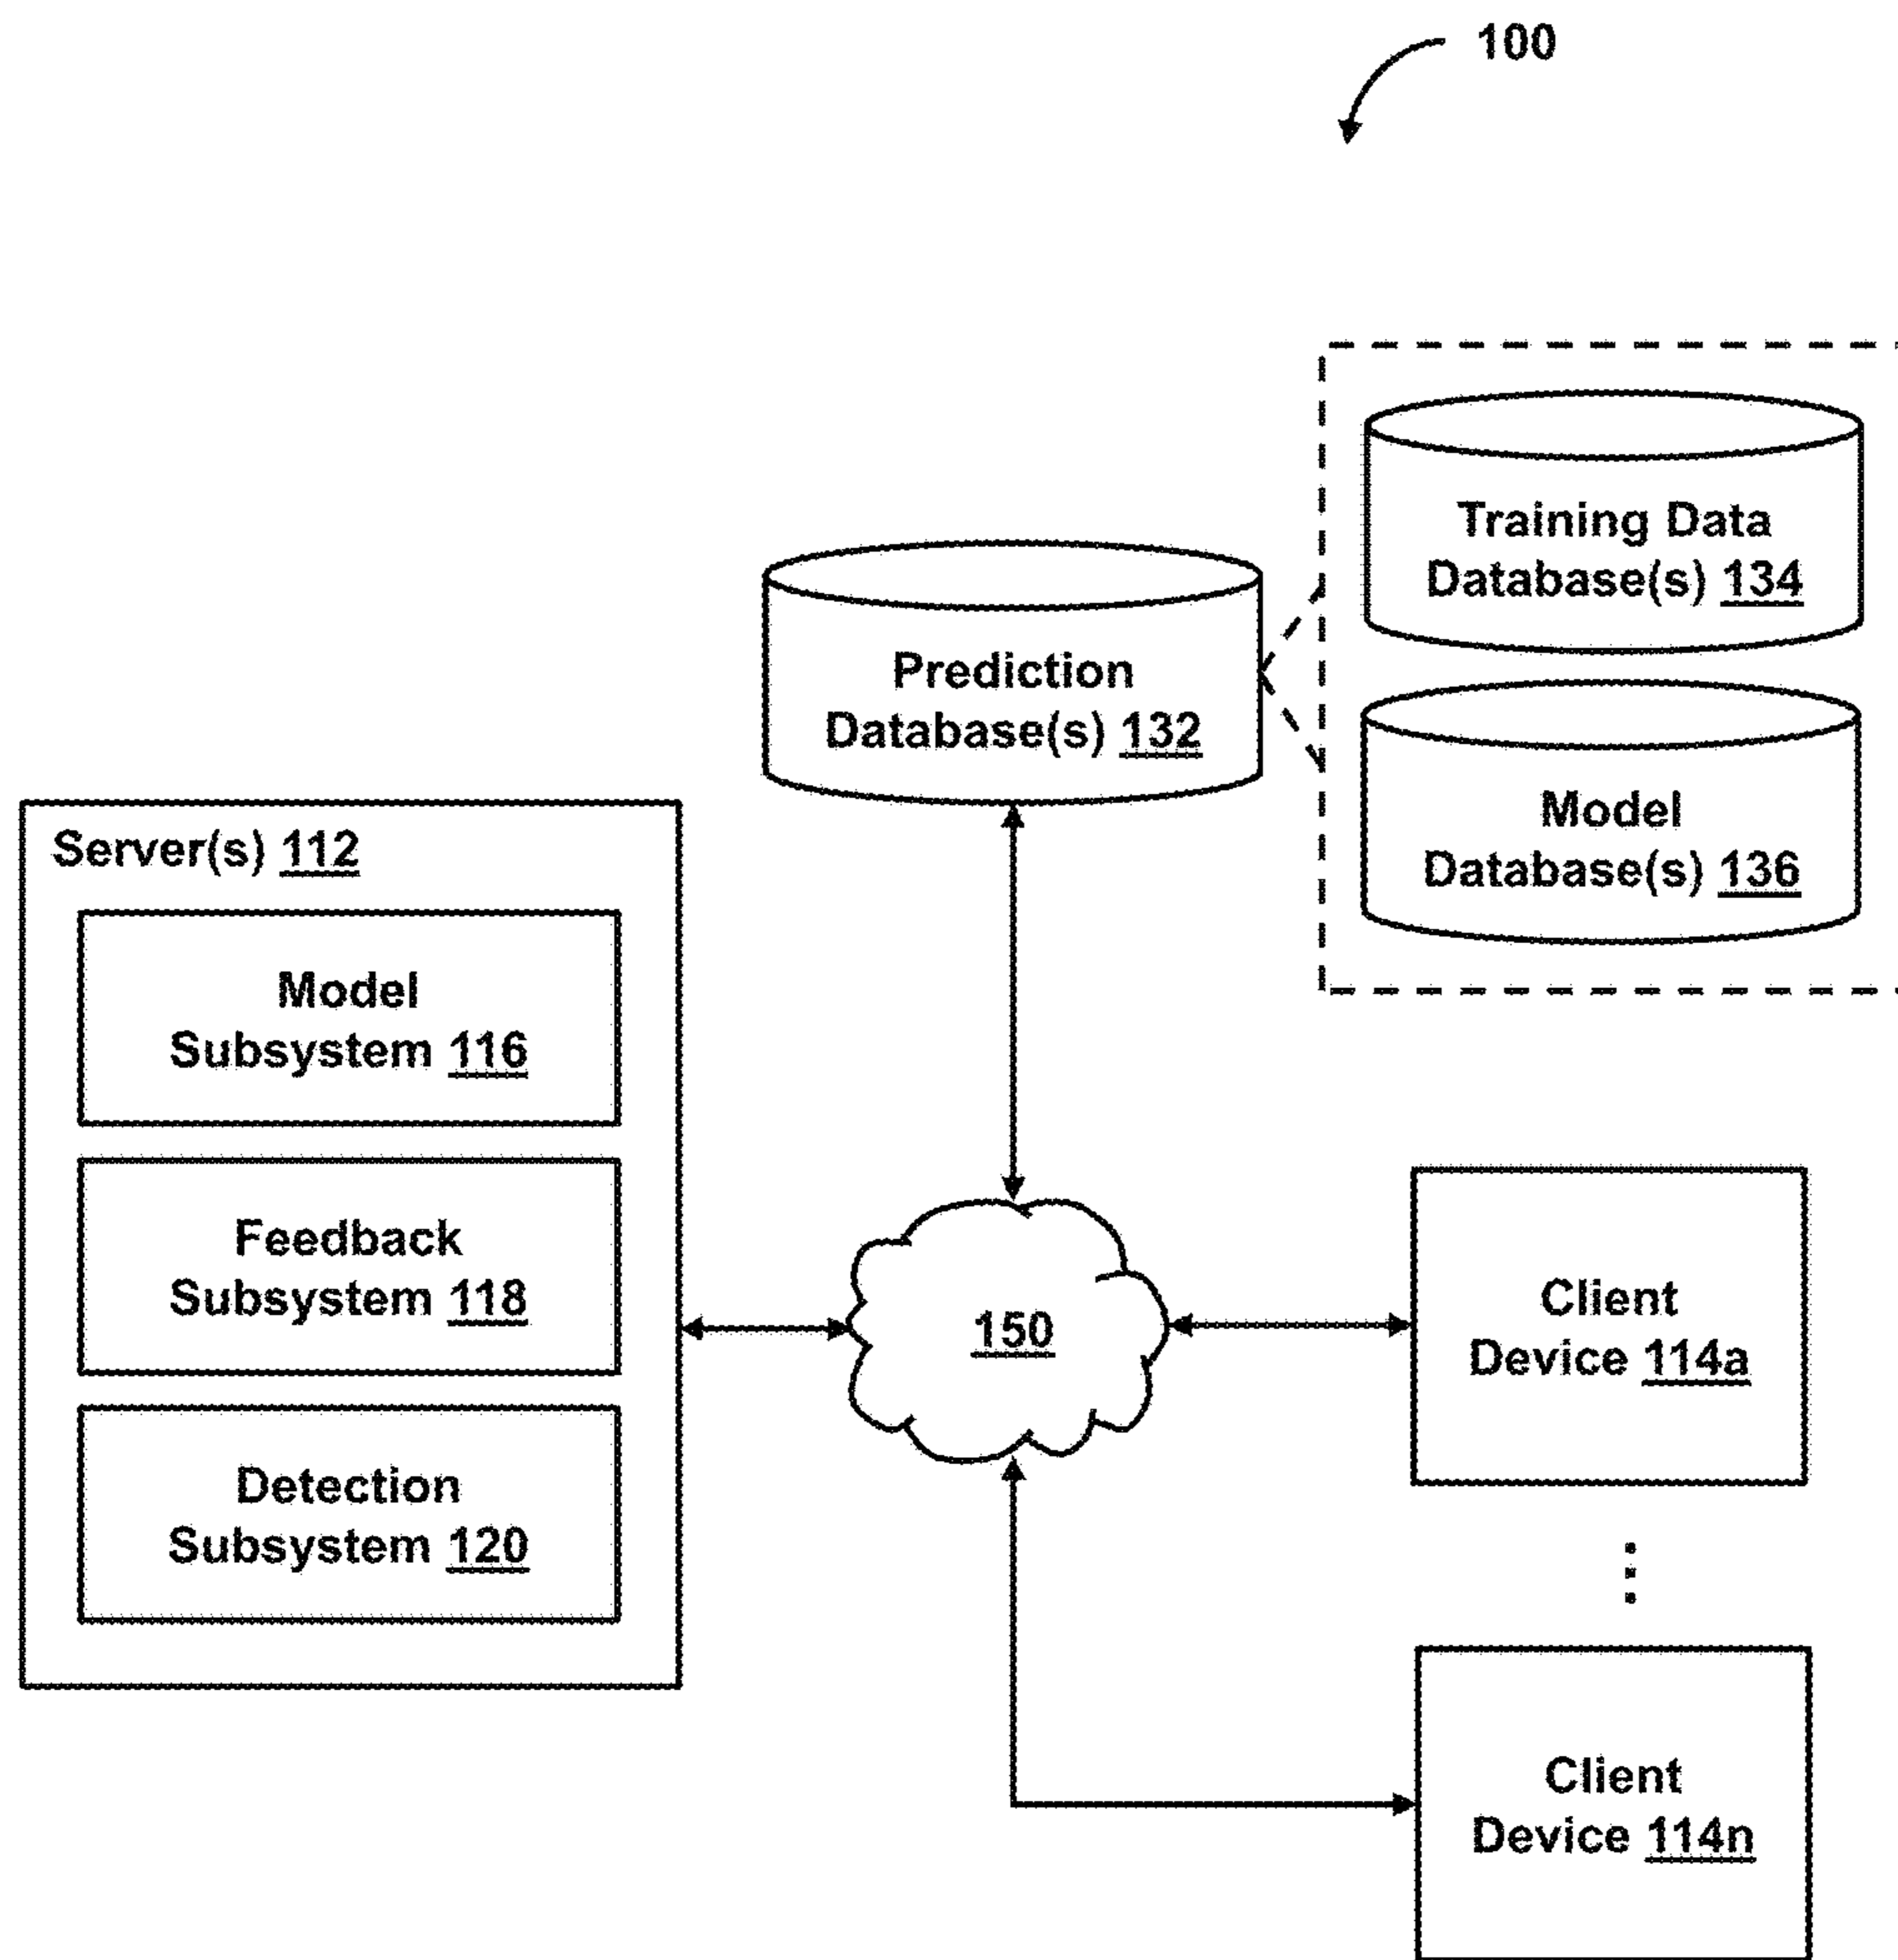 100
Training Data
Database(s) 134
Prediction
Database(s) 132
Model
Database(s) 136
Server(s) 112
Model
Subsystem 116
Feedback
Subsystem 118
Detection
Subsystem 120
150
Client
Device 114a
Client
Device 114n